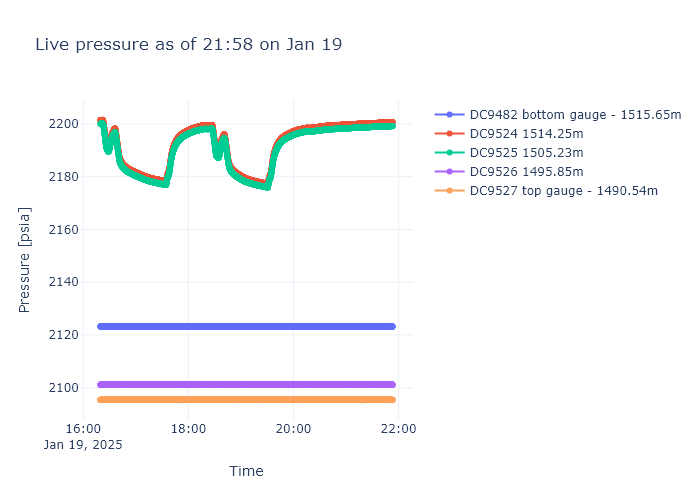 Live pressure as of 21:58 on Jan 19
DC9482 bottom gauge - 1515.65m
DC9524 1514.25m
DC9525 1505.23m
DC9526 1495.85m
DC9527 top gauge - 1490.54m
Pressure [psia]
2200
2180
2160
2140
2120
2100
16:00
18:00
20:00
22:00
Jan 19, 2025
Time